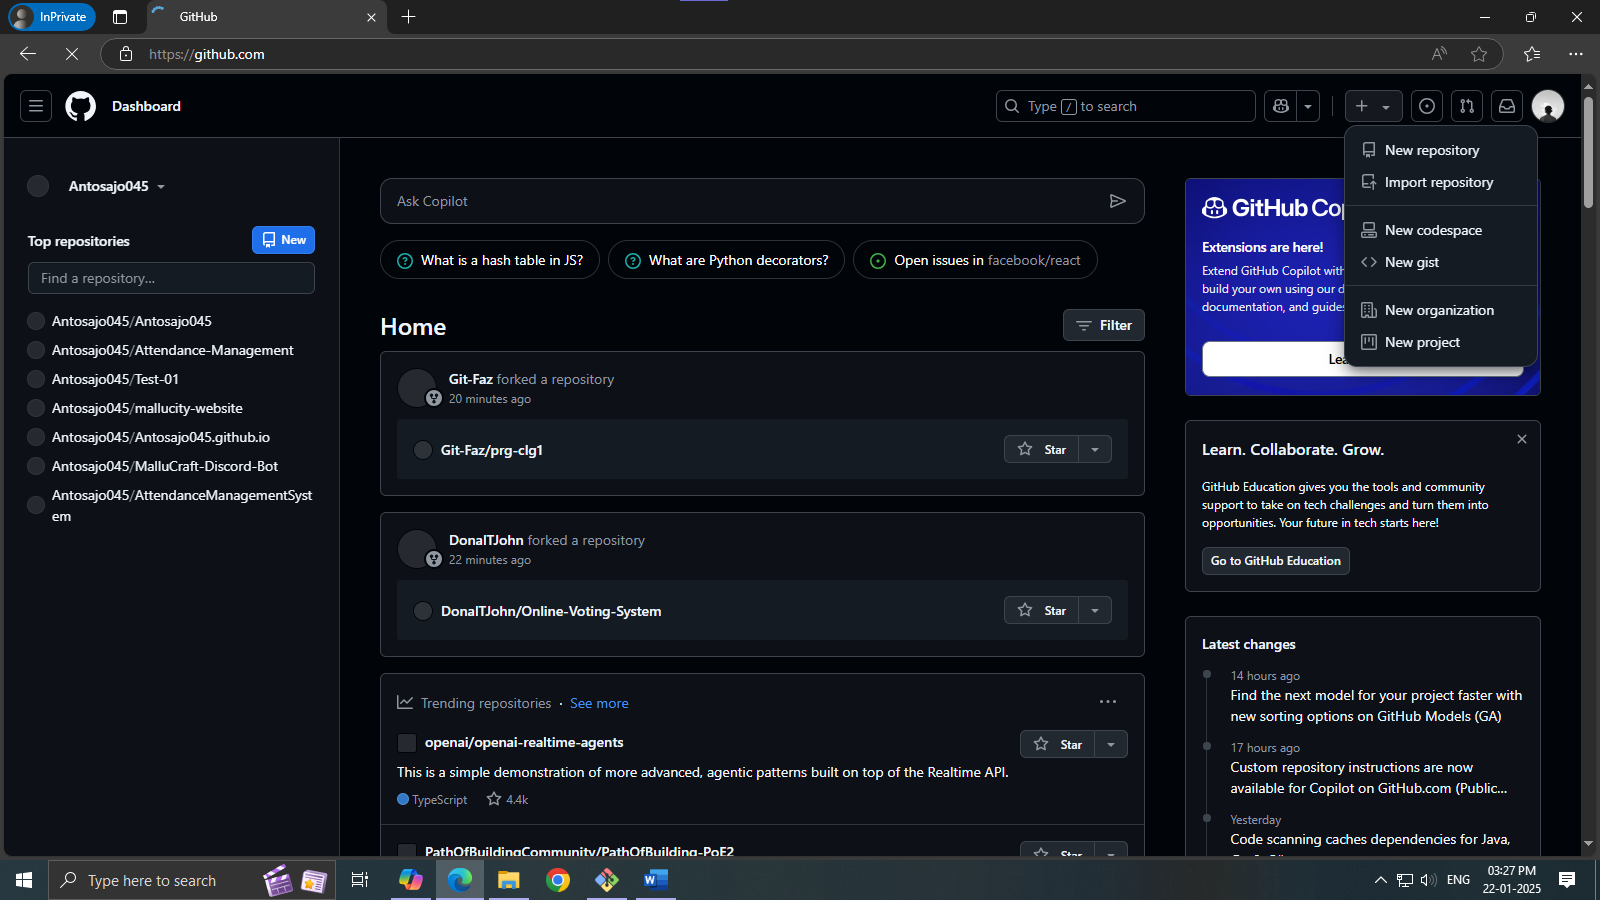 InPrivate
GitHub
https://github.com
Dashboard
Type / to search
New repository
Import repository
New codespace
New gist
New organization
New project
Antosajo045
Top repositories
New
Find a repository...
Antosajo045/Antosajo045
Antosajo045/Attendance-Management
Antosajo045/Test-01
Antosajo045/mallucity-website
Antosajo045/Antosajo045.github.io
Antosajo045/MalluCraft-Discord-Bot
Antosajo045/AttendanceManagementSyst
em
Ask Copilot
What is a hash table in JS?
What are Python decorators?
Open issues in facebook/react
Home
Filter
Git-Faz forked a repository
20 minutes ago
Git-Faz/prg-clg1
Star
DonalTJohn forked a repository
22 minutes ago
DonalTJohn/Online-Voting-System
Star
Trending repositories · See more
openai/openai-realtime-agents
Star
This is a simple demonstration of more advanced, agentic patterns built on top of the Realtime API.
TypeScript
4.4k
PathOfBuildingCommunity/PathOfBuilding-PoE2
Star
GitHub Cop
Extensions are here!
Extend GitHub Copilot with
build your own using our d
documentation, and guides
Lea
Learn. Collaborate. Grow.
GitHub Education gives you the tools and community
support to take on tech challenges and turn them into
opportunities. Your future in tech starts here!
Go to GitHub Education
Latest changes
14 hours ago
Find the next model for your project faster with
new sorting options on GitHub Models (GA)
17 hours ago
Custom repository instructions are now
available for Copilot on GitHub.com (Public...
Yesterday
Code scanning caches dependencies for Java,
Type here to search
ENG
03:27 PM
22-01-2025